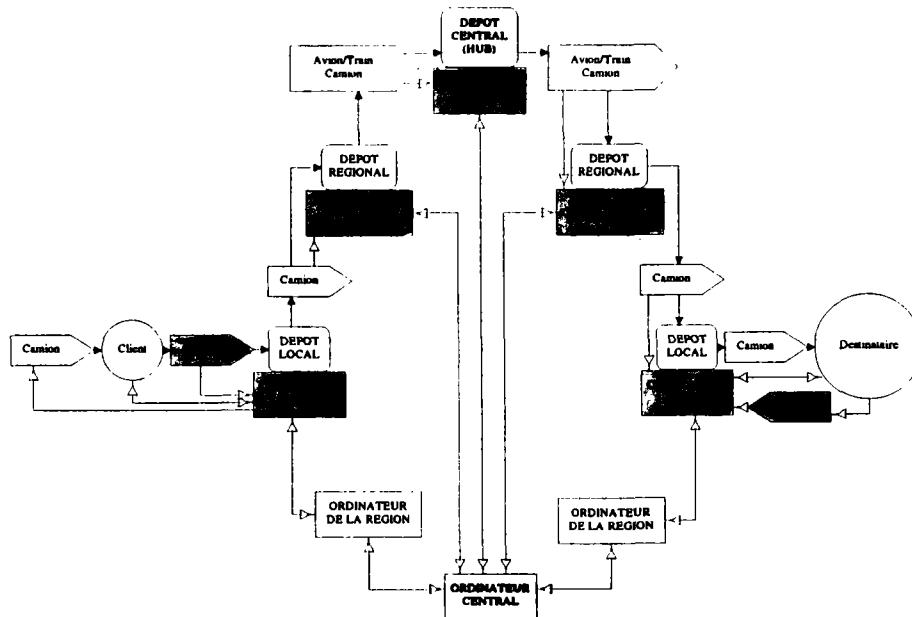 DEPOT
CENTRAL
(HUB)
Avion/Train
Camion
Avion/Train
Camion
DEPOT
REGIONAL
DEPOT
REGIONAL
Camion
Camion
Camion
Client
DEPOT
LOCAL
DEPOT
LOCAL
Camion
Destinataire
ORDINATEUR
DE LA REGION
ORDINATEUR
DE LA REGION
ORDINATEUR
CENTRAL